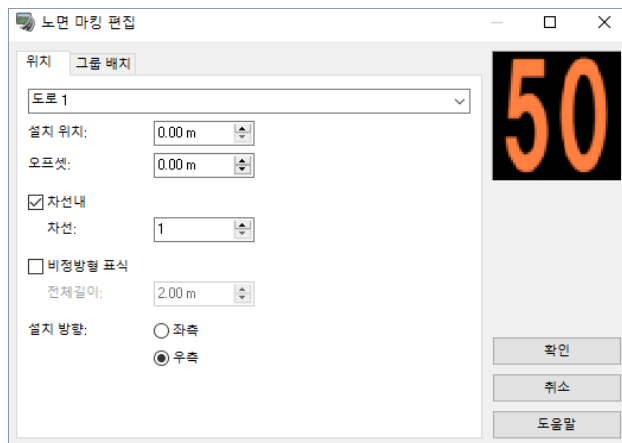 노면 마킹 편집
위치
그룹 배치
50
도로 1
설치 위치: 0.00 m
오프셋: 0.00 m
차선내
차선: 1
비정방형 표식
전체길이: 2.00 m
설치 방향: 좌측
우측
확인
취소
도움말